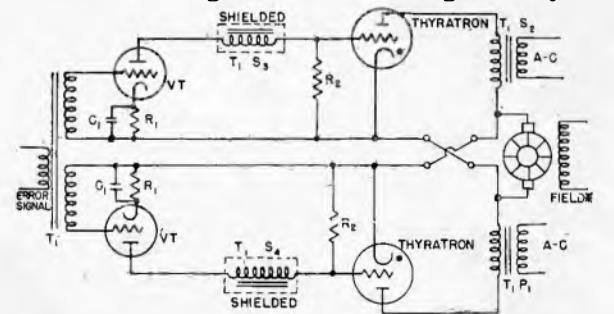 SHIELDED
THYRATRON
T₁ S₂
A-C
T₁ S₃
VT
R₂
C₁
R₁
C₁
R₁
ERROR
SIGNAL
FIELD
T₁
VT
T₁ S₄
R₂
THYRATRON
A-C
SHIELDED
T₁ P₁